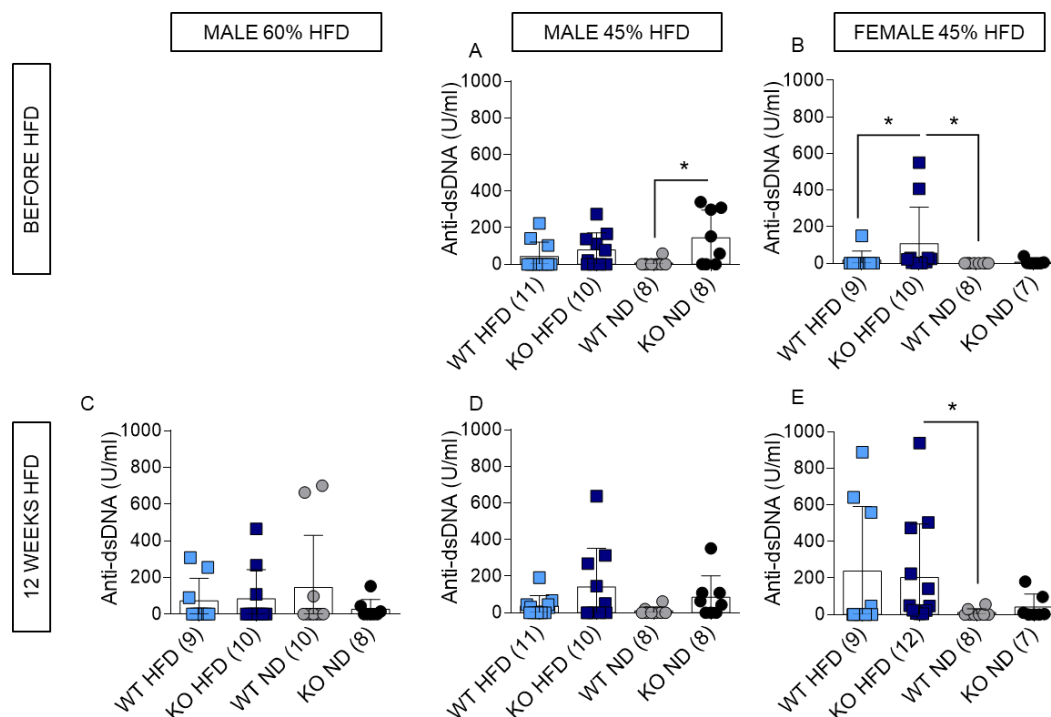 MALE 60% HFD
MALE 45% HFD
FEMALE 45% HFD
BEFORE HFD
A
Anti-dsDNA (U/ml)
1000
800
600
400
200
0
*
WT HFD (11)
KO HFD (10)
WT ND (8)
KO ND (8)
B
Anti-dsDNA (U/ml)
1000
800
600
400
200
0
*
*
WT HFD (9)
KO HFD (10)
WT ND (8)
KO ND (7)
12 WEEKS HFD
C
Anti-dsDNA (U/ml)
1000
800
600
400
200
0
WT HFD (9)
KO HFD (10)
WT ND (10)
KO ND (8)
D
Anti-dsDNA (U/ml)
1000
800
600
400
200
0
WT HFD (11)
KO HFD (10)
WT ND (8)
KO ND (8)
E
Anti-dsDNA (U/ml)
1000
800
600
400
200
0
*
WT HFD (9)
KO HFD (12)
WT ND (8)
KO ND (7)